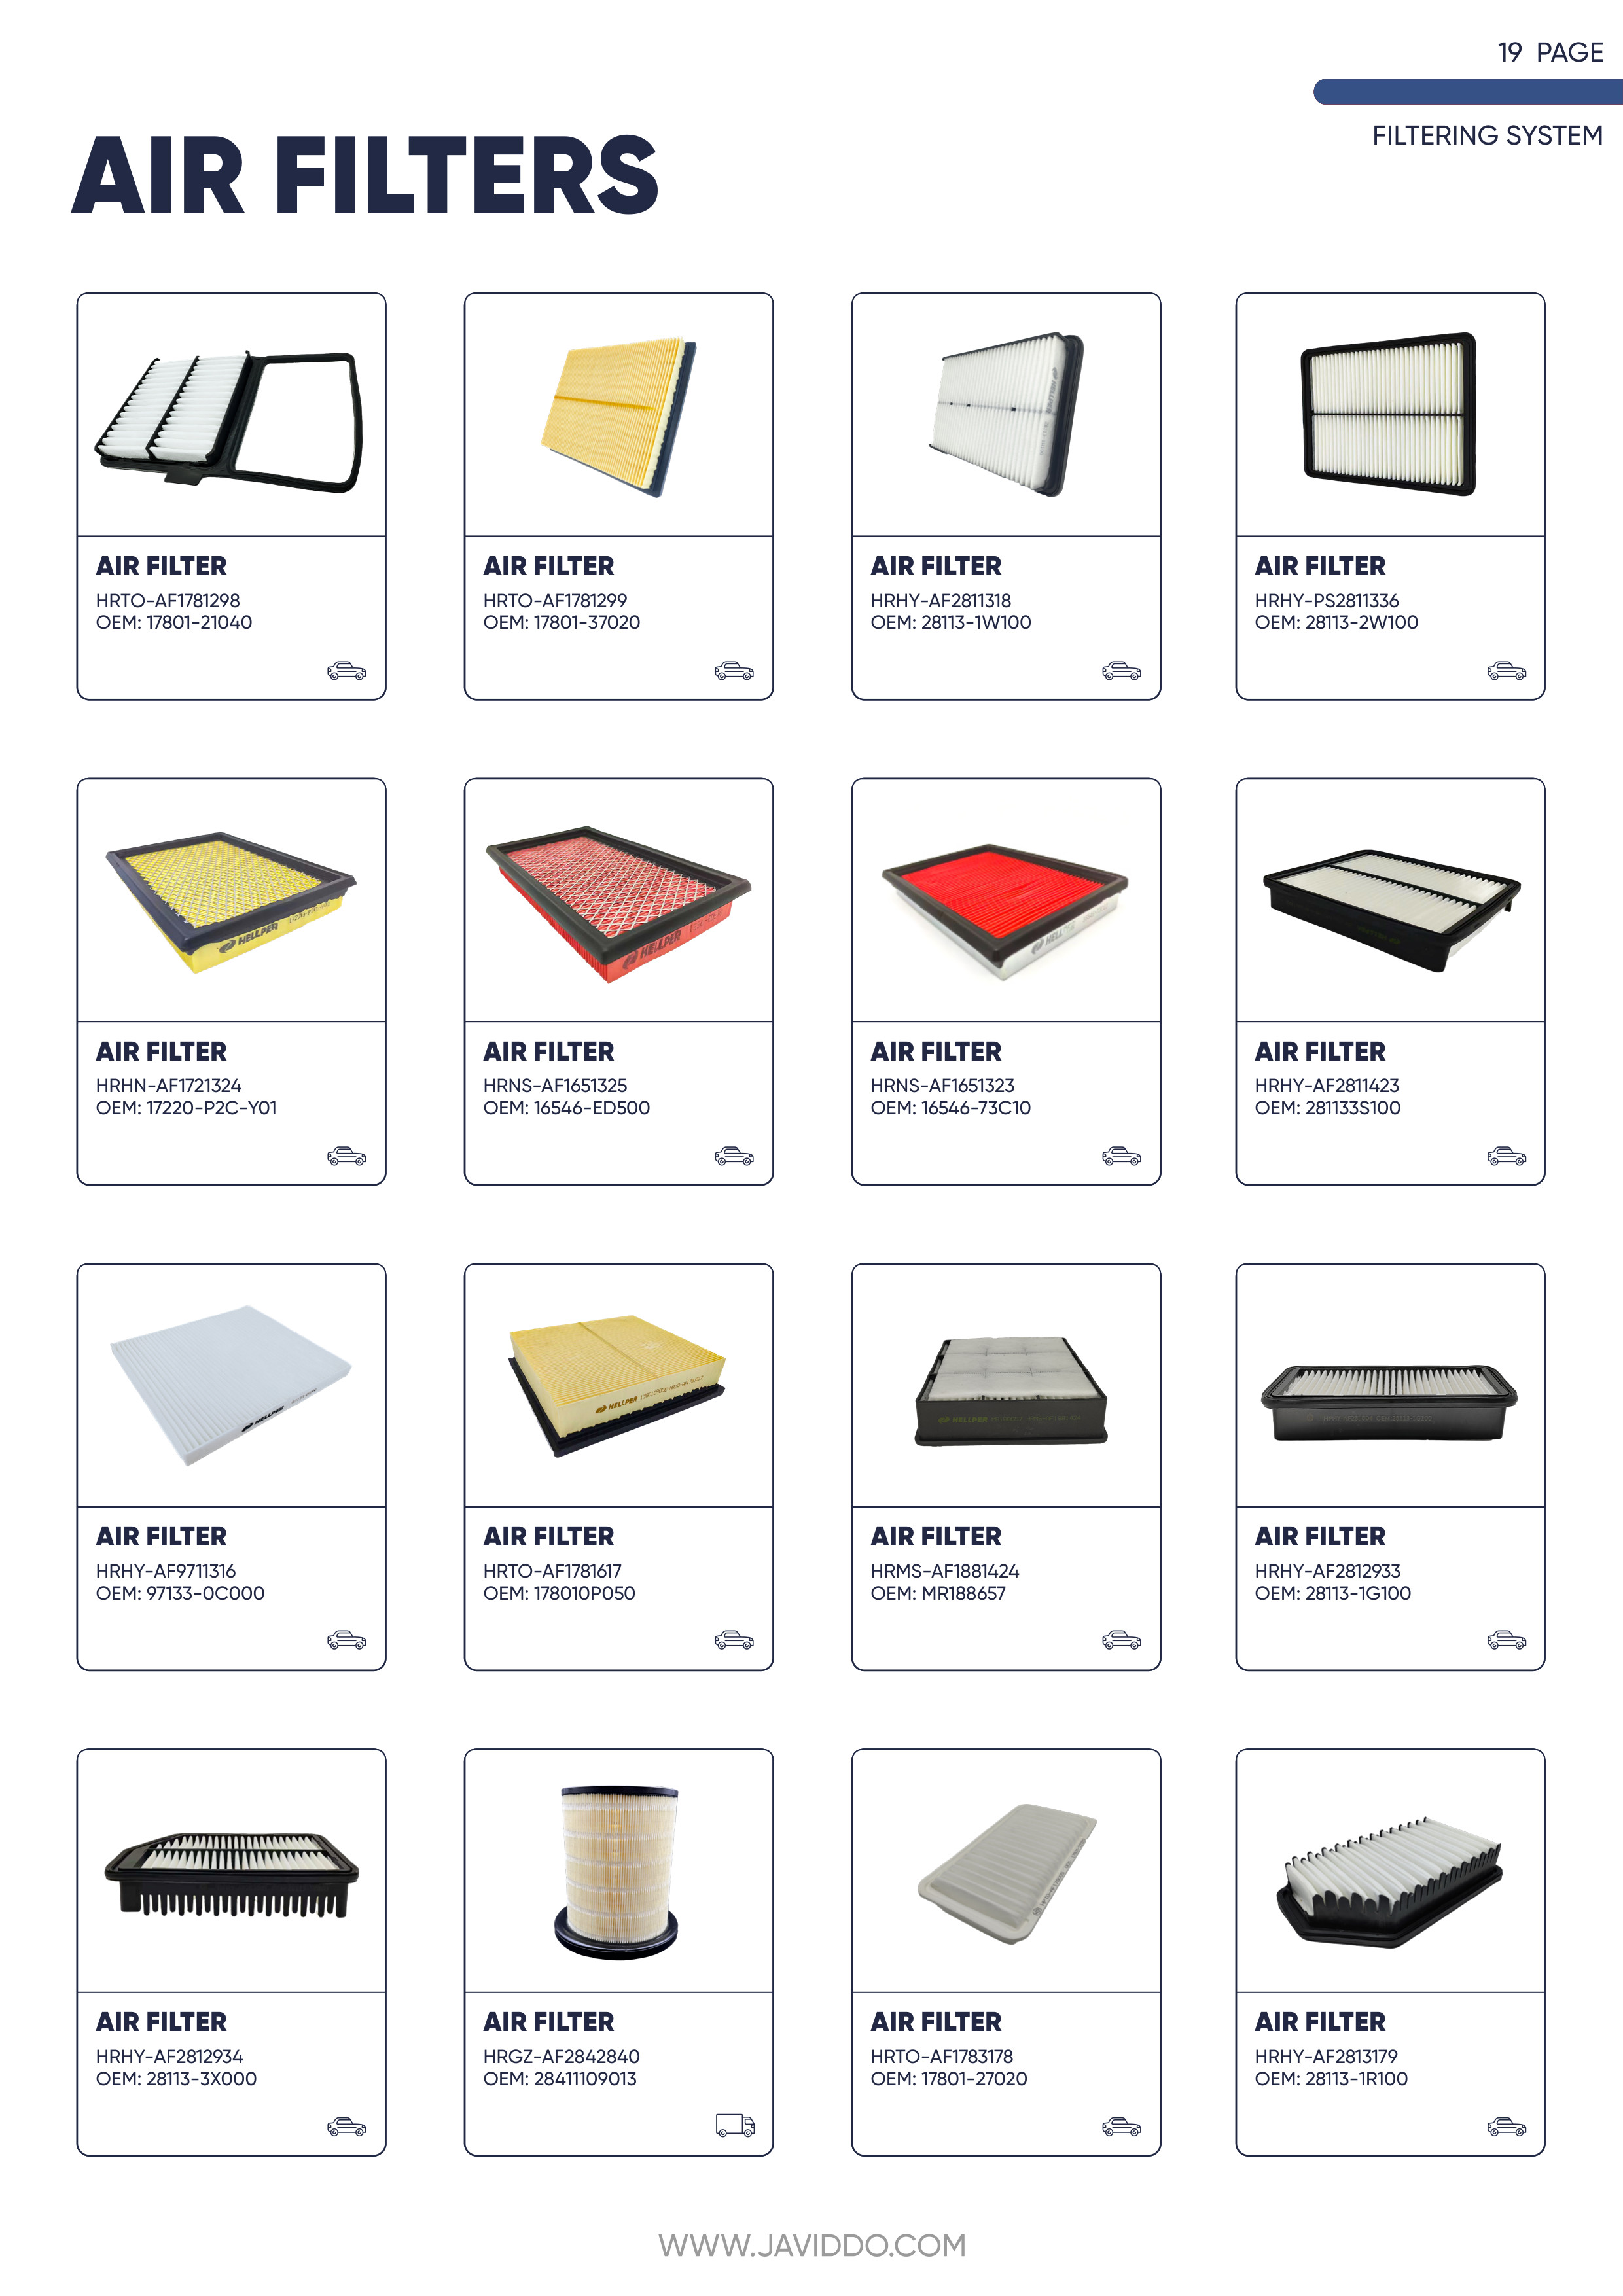 19 PAGE
FILTERING SYSTEM
AIR FILTERS
AIR FILTER
HRTO-AF1781298
OEM: 17801-21040
AIR FILTER
HRTO-AF1781299
OEM: 17801-37020
AIR FILTER
HRHY-AF2811318
OEM: 28113-1W100
AIR FILTER
HRHY-PS2811336
OEM: 28113-2W100
HELLPER
AIR FILTER
HRHN-AF1721324
OEM: 17220-P2C-Y01
HELLPER
AIR FILTER
HRNS-AF1651325
OEM: 16546-ED500
AIR FILTER
HRNS-AF1651323
OEM: 16546-73C10
AIR FILTER
HRHY-AF2811423
OEM: 281133S100
HELLPER
AIR FILTER
HRHY-AF9711316
OEM: 97133-0C000
HELLPER
AIR FILTER
HRTO-AF1781617
OEM: 178010P050
HELLPER
AIR FILTER
HRMS-AF1881424
OEM: MR188657
AIR FILTER
HRHY-AF2812933
OEM: 28113-1G100
AIR FILTER
HRHY-AF2812934
OEM: 28113-3X000
AIR FILTER
HRGZ-AF2842840
OEM: 28411109013
AIR FILTER
HRTO-AF1783178
OEM: 17801-27020
AIR FILTER
HRHY-AF2813179
OEM: 28113-1R100
WWW.JAVIDDO.COM